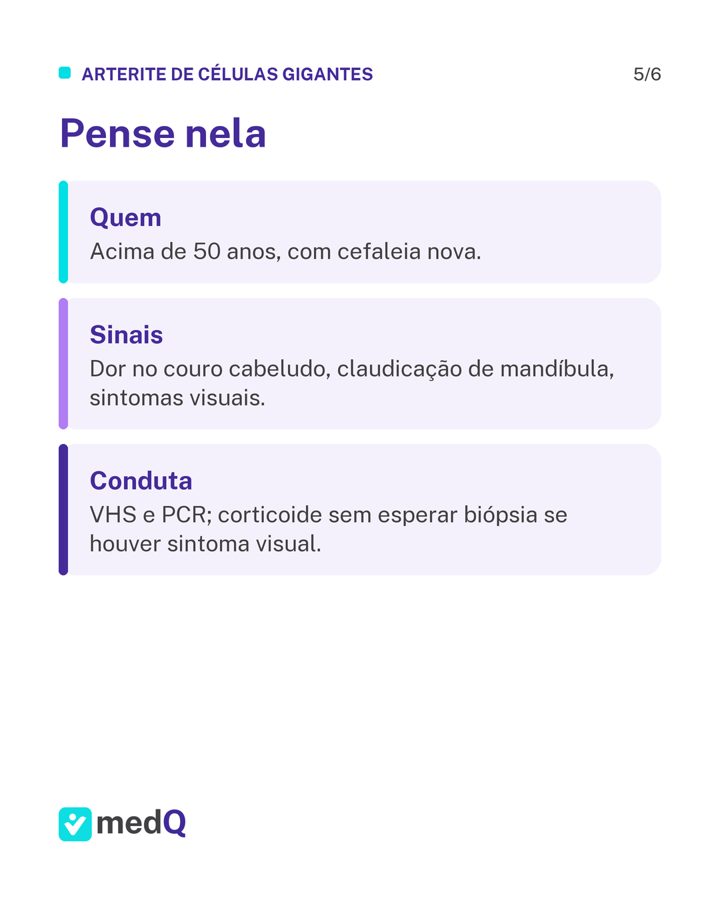 ARTERITE DE CÉLULAS GIGANTES
5/6
Pense nela
Quem
Acima de 50 anos, com cefaleia nova.
Sinais
Dor no couro cabeludo, claudicação de mandíbula,
sintomas visuais.
Conduta
VHS e PCR; corticoide sem esperar biópsia se
houver sintoma visual.
medQ